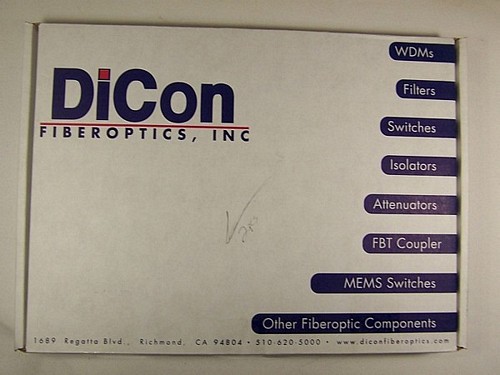 DiCon
FIBEROPTICS, INC
WDMs
Filters
Switches
Isolators
Attenuators
FBT Coupler
MEMS Switches
Other Fiberoptic Components
1689 Regatta Blvd., Richmond, CA 94804 • 510-620-5000 • www.diconfiberoptics.com